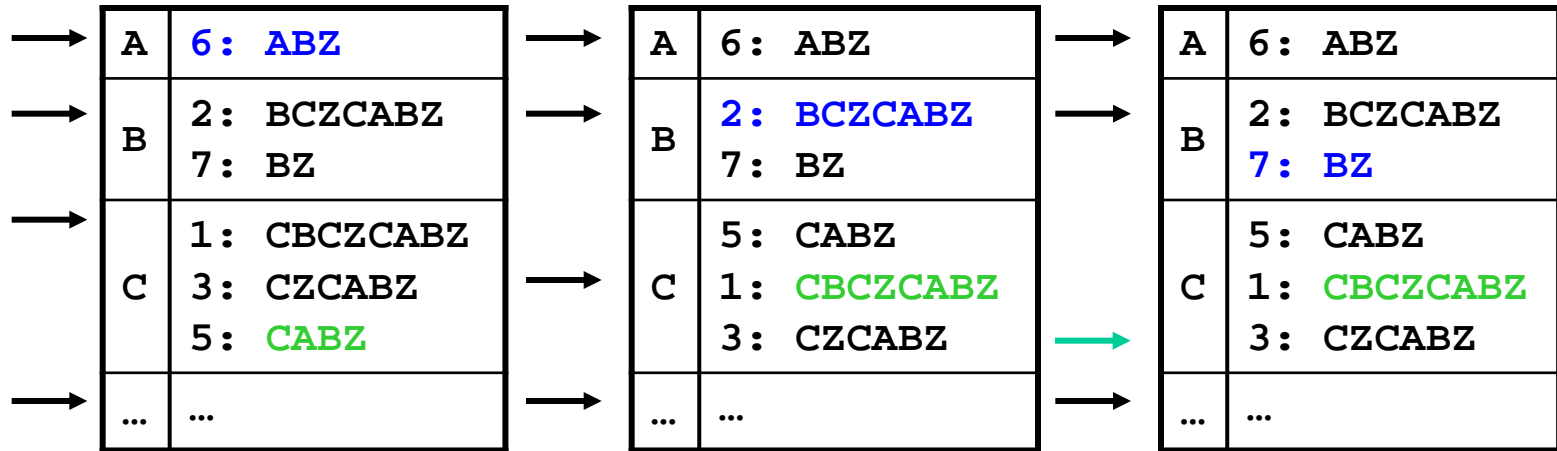 A 6: ABZ
B 2: BCZCABZ
7: BZ
C 1: CBCZCABZ
3: CZCABZ
5: CABZ
… …
A 6: ABZ
B 2: BCZCABZ
7: BZ
C 5: CABZ
1: CBCZCABZ
3: CZCABZ
… …
A 6: ABZ
B 2: BCZCABZ
7: BZ
C 5: CABZ
1: CBCZCABZ
3: CZCABZ
… …